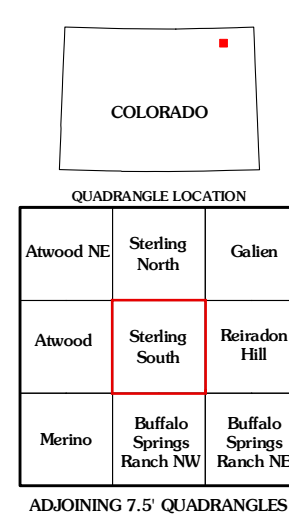 COLORADO
QUADRANGLE LOCATION
Atwood NE
Sterling
North
Galien
Atwood
Sterling
South
Reiradon
Hill
Merino
Buffalo
Springs
Ranch NW
Buffalo
Springs
Ranch NE
ADJOINING 7.5' QUADRANGLES